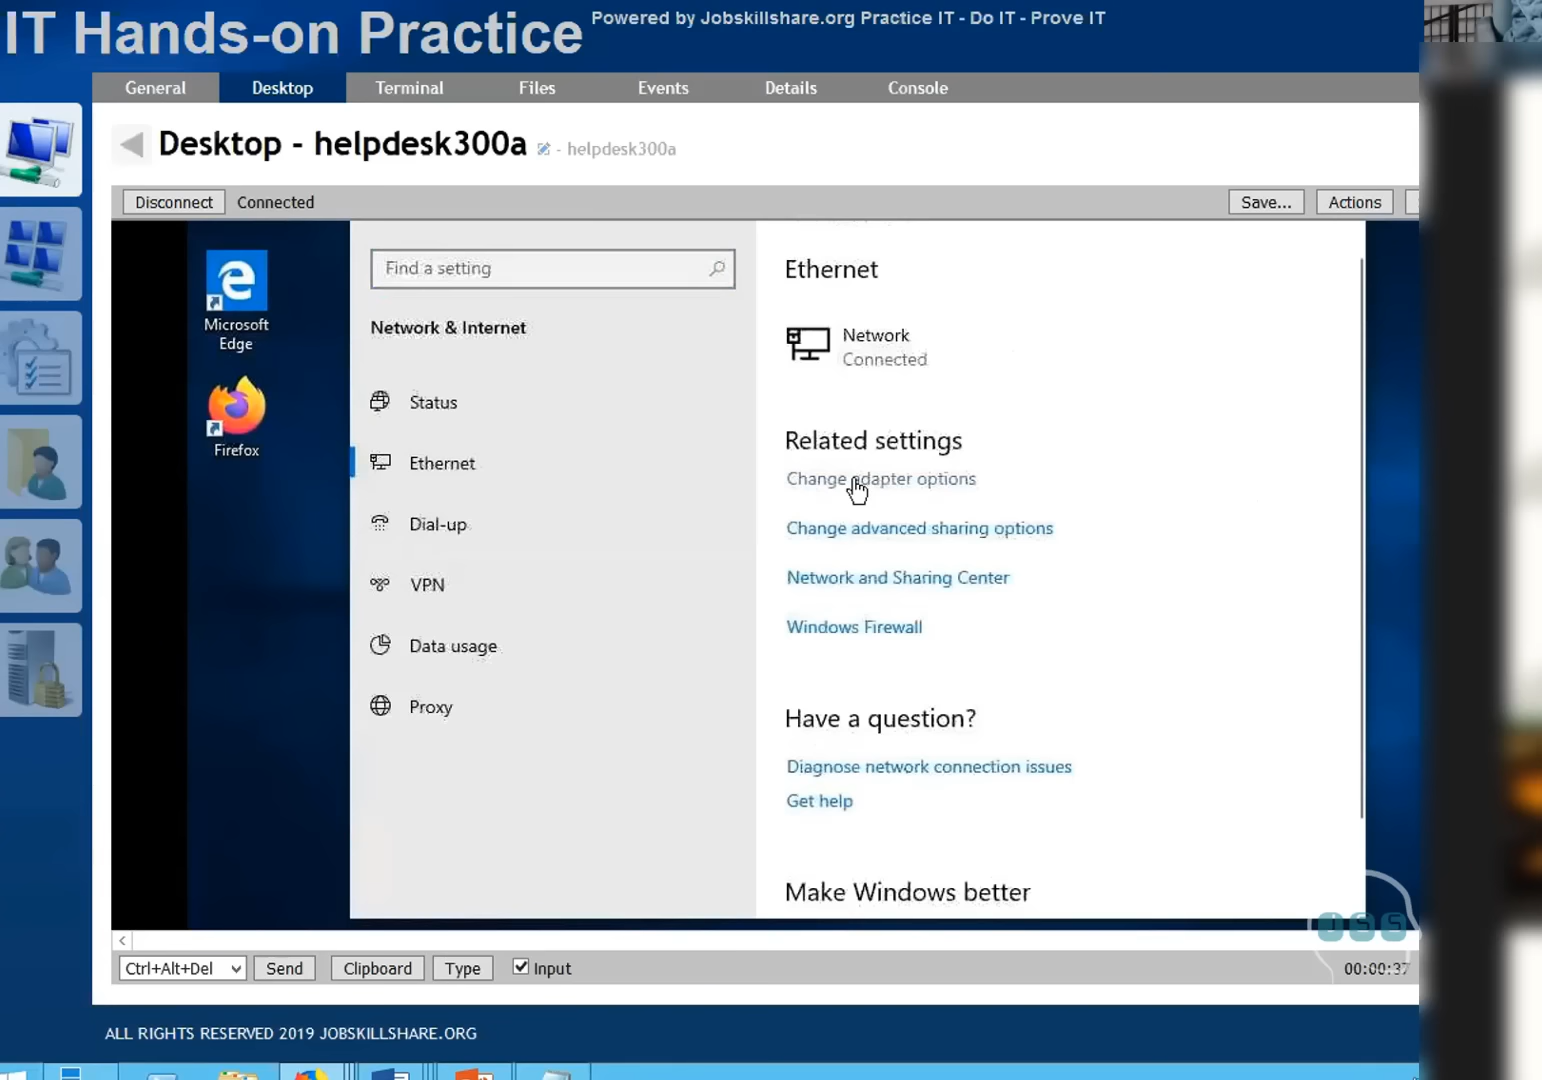 IT Hands-on Practice Powered by Jobskillshare.org Practice IT - Do IT - Prove IT
General Desktop Terminal Files Events Details Console
Desktop - helpdesk300a - helpdesk300a
Disconnect Connected Save... Actions
Microsoft
Edge
Firefox
Find a setting
Network & Internet
Status
Ethernet
Dial-up
VPN
Data usage
Proxy
Ethernet
Network
Connected
Related settings
Change adapter options
Change advanced sharing options
Network and Sharing Center
Windows Firewall
Have a question?
Diagnose network connection issues
Get help
Make Windows better
JSS
Ctrl+Alt+Del Send Clipboard Type Input 00:00:37
ALL RIGHTS RESERVED 2019 JOBSKILLSHARE.ORG